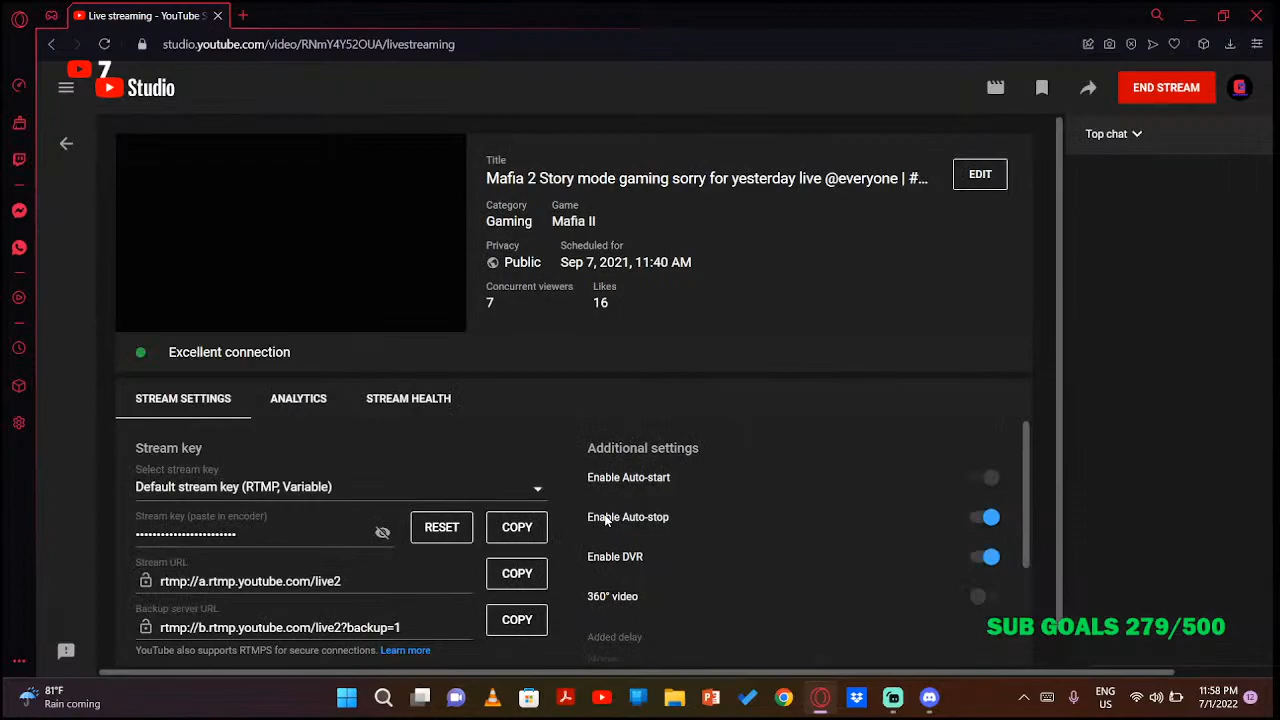 Live streaming - YouTube S
studio.youtube.com/video/RNmY4Y52OUA/livestreaming
7
Studio
END STREAM
Top chat
Title
Mafia 2 Story mode gaming sorry for yesterday live @everyone | #...
EDIT
Category
Game
Gaming
Mafia II
Privacy
Scheduled for
Public
Sep 7, 2021, 11:40 AM
Concurrent viewers
Likes
7
16
Excellent connection
STREAM SETTINGS
ANALYTICS
STREAM HEALTH
Stream key
Select stream key
Default stream key (RTMP, Variable)
Stream key (paste in encoder)
••••••••••••••••••••••••
RESET
COPY
Stream URL
rtmp://a.rtmp.youtube.com/live2
COPY
Backup server URL
rtmp://b.rtmp.youtube.com/live2?backup=1
COPY
YouTube also supports RTMPS for secure connections. Learn more
Additional settings
Enable Auto-start
Enable Auto-stop
Enable DVR
360° video
Added delay
SUB GOALS 279/500
81°F
Rain coming
ENG
US
11:58 PM
7/1/2022